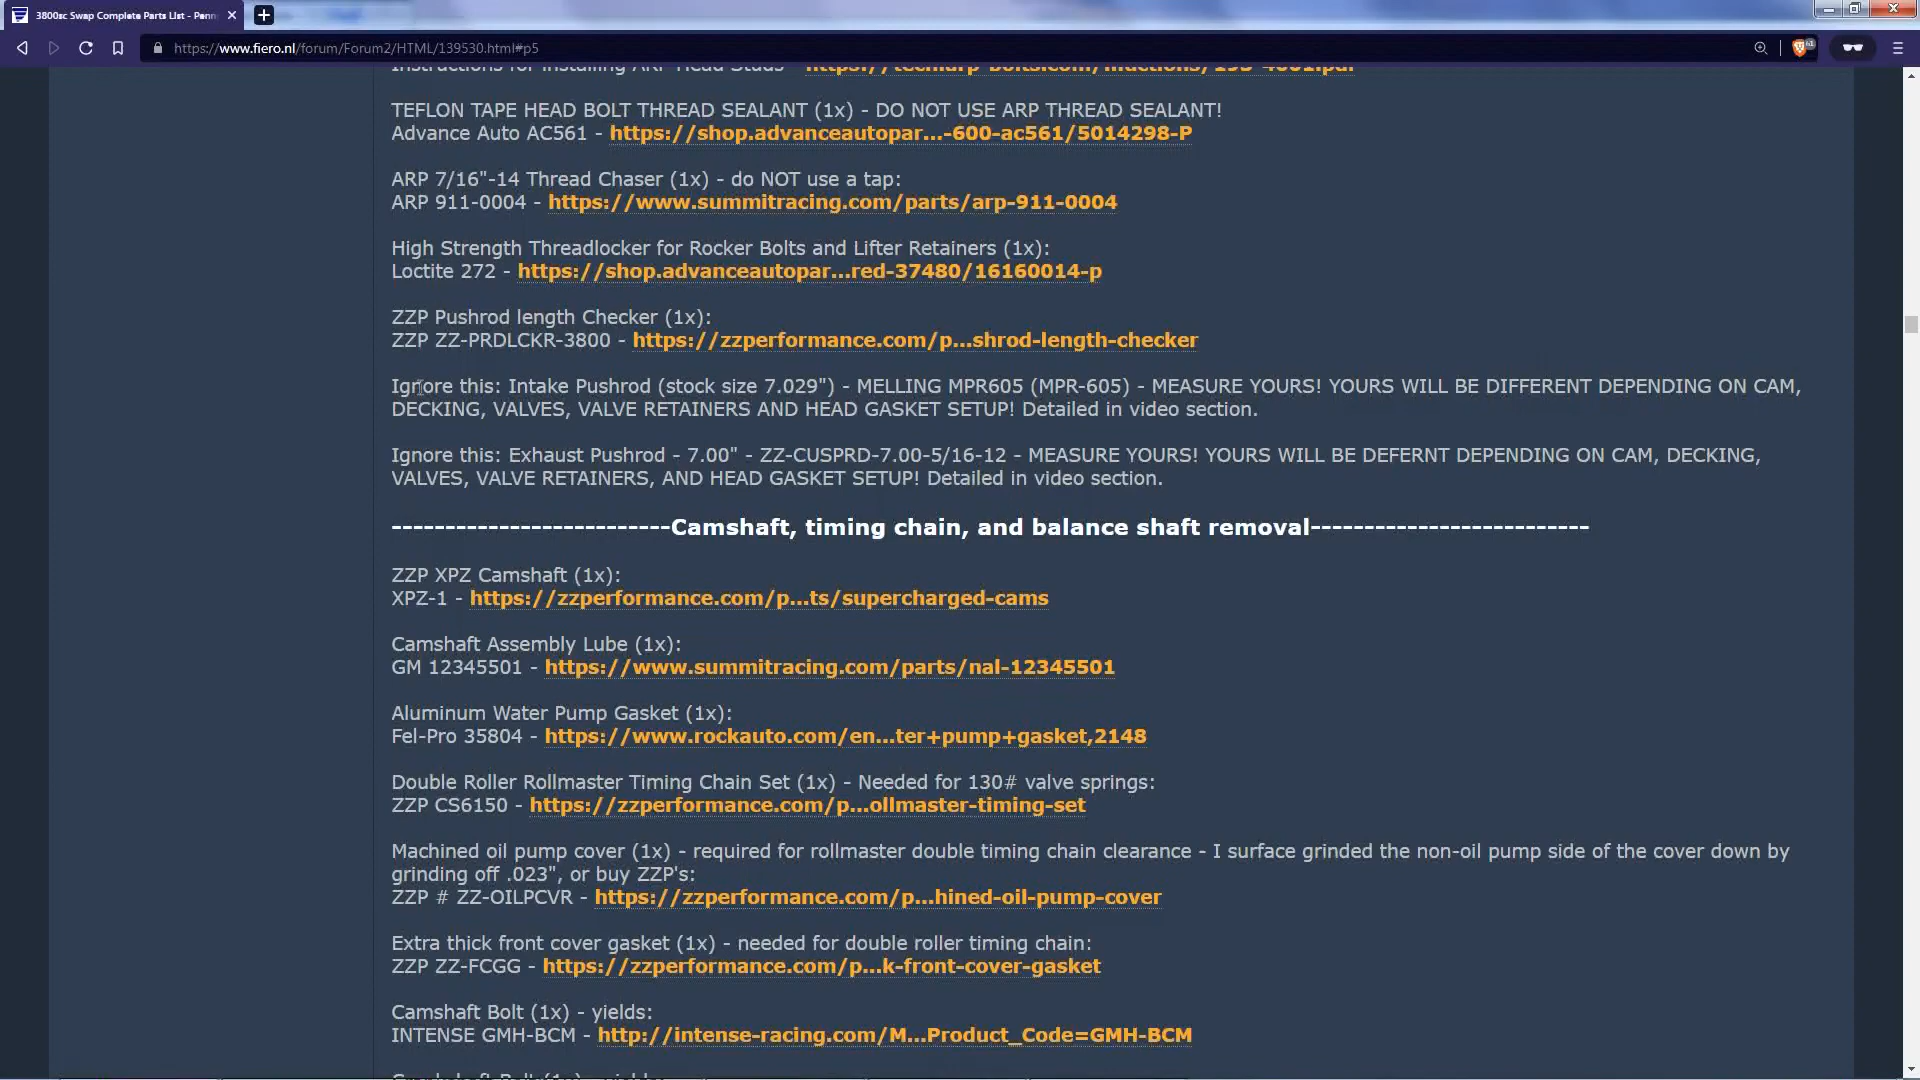 3800sc Swap Complete Parts List - Penn
https://www.fiero.nl/forum/Forum2/HTML/139530.html#p5
TEFLON TAPE HEAD BOLT THREAD SEALANT (1x) - DO NOT USE ARP THREAD SEALANT!
Advance Auto AC561 - https://shop.advanceautopar...-600-ac561/5014298-P
ARP 7/16"-14 Thread Chaser (1x) - do NOT use a tap:
ARP 911-0004 - https://www.summitracing.com/parts/arp-911-0004
High Strength Threadlocker for Rocker Bolts and Lifter Retainers (1x):
Loctite 272 - https://shop.advanceautopar...red-37480/16160014-p
ZZP Pushrod length Checker (1x):
ZZP ZZ-PRDLCKR-3800 - https://zzperformance.com/p...shrod-length-checker
Ignore this: Intake Pushrod (stock size 7.029") - MELLING MPR605 (MPR-605) - MEASURE YOURS! YOURS WILL BE DIFFERENT DEPENDING ON CAM,
DECKING, VALVES, VALVE RETAINERS AND HEAD GASKET SETUP! Detailed in video section.
Ignore this: Exhaust Pushrod - 7.00" - ZZ-CUSPRD-7.00-5/16-12 - MEASURE YOURS! YOURS WILL BE DEFERNT DEPENDING ON CAM, DECKING,
VALVES, VALVE RETAINERS, AND HEAD GASKET SETUP! Detailed in video section.
--------------------------Camshaft, timing chain, and balance shaft removal--------------------------
ZZP XPZ Camshaft (1x):
XPZ-1 - https://zzperformance.com/p...ts/supercharged-cams
Camshaft Assembly Lube (1x):
GM 12345501 - https://www.summitracing.com/parts/nal-12345501
Aluminum Water Pump Gasket (1x):
Fel-Pro 35804 - https://www.rockauto.com/en...ter+pump+gasket,2148
Double Roller Rollmaster Timing Chain Set (1x) - Needed for 130# valve springs:
ZZP CS6150 - https://zzperformance.com/p...ollmaster-timing-set
Machined oil pump cover (1x) - required for rollmaster double timing chain clearance - I surface grinded the non-oil pump side of the cover down by
grinding off .023", or buy ZZP's:
ZZP # ZZ-OILPCVR - https://zzperformance.com/p...hined-oil-pump-cover
Extra thick front cover gasket (1x) - needed for double roller timing chain:
ZZP ZZ-FCGG - https://zzperformance.com/p...k-front-cover-gasket
Camshaft Bolt (1x) - yields:
INTENSE GMH-BCM - http://intense-racing.com/M...Product_Code=GMH-BCM